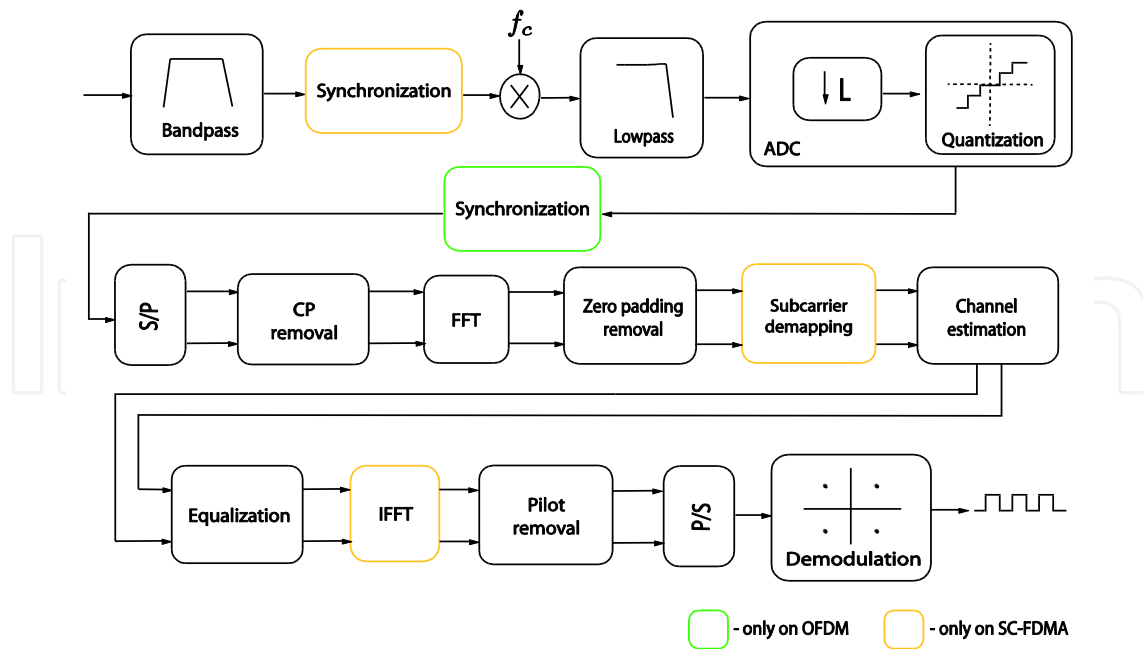 f_c
Bandpass
Synchronization
Lowpass
↓ L
Quantization
ADC
Synchronization
S/P
CP
removal
FFT
Zero padding
removal
Subcarrier
demapping
Channel
estimation
Equalization
IFFT
Pilot
removal
P/S
Demodulation
- only on OFDM
- only on SC-FDMA